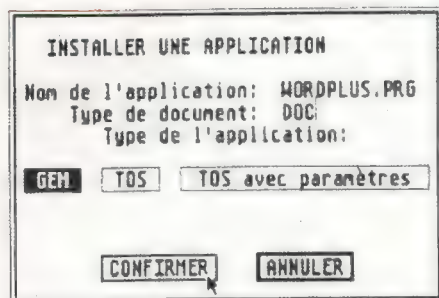 INSTALLER UNE APPLICATION
Nom de l'application: WORDPLUS.PRG
Type de document: DOC
Type de l'application:
GEM TOS TOS avec paramètres
CONFIRMER ANNULER